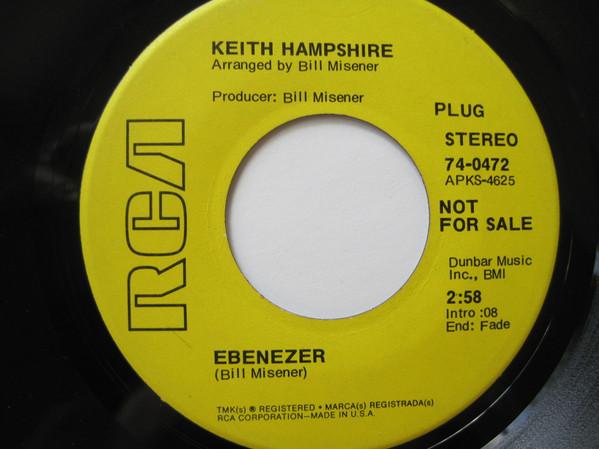 KEITH HAMPSHIRE
Arranged by Bill Misener
Producer: Bill Misener
PLUG
STEREO
74-0472
APKS-4625
NOT
FOR SALE
Dunbar Music
Inc., BMI
2:58
Intro :08
End: Fade
RCA
EBENEZER
(Bill Misener)
TMK(s) ® REGISTERED • MARCA(s) REGISTRADA(s)
RCA CORPORATION—MADE IN U.S.A.